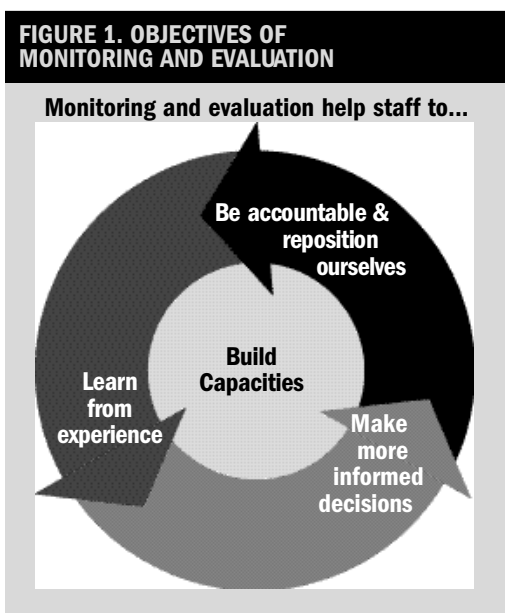 FIGURE 1. OBJECTIVES OF
MONITORING AND EVALUATION
Monitoring and evaluation help staff to...
Be accountable &
reposition
ourselves
Build
Capacities
Learn
from
experience
Make
more
informed
decisions